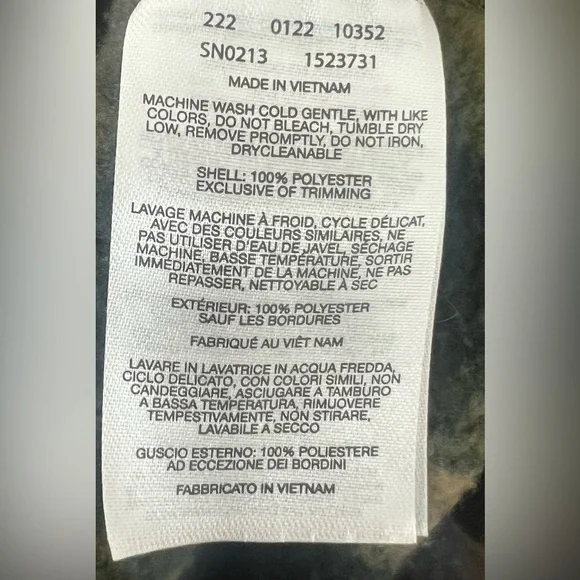 222 0122 10352
SN0213 1523731
MADE IN VIETNAM
MACHINE WASH COLD GENTLE, WITH LIKE
COLORS, DO NOT BLEACH, TUMBLE DRY
LOW, REMOVE PROMPTLY, DO NOT IRON,
DRYCLEANABLE
SHELL: 100% POLYESTER
EXCLUSIVE OF TRIMMING
LAVAGE MACHINE À FROID, CYCLE DÉLICAT,
AVEC DES COULEURS SIMILAIRES, NE
PAS UTILISER D'EAU DE JAVEL, SÉCHAGE
MACHINE, BASSE TEMPÉRATURE, SORTIR
IMMÉDIATEMENT DE LA MACHINE, NE PAS
REPASSER, NETTOYABLE À SEC
EXTÉRIEUR: 100% POLYESTER
SAUF LES BORDURES
FABRIQUÉ AU VIÊT NAM
LAVARE IN LAVATRICE IN ACQUA FREDDA,
CICLO DELICATO, CON COLORI SIMILI, NON
CANDEGGIARE, ASCIUGARE A TAMBURO
A BASSA TEMPERATURA, RIMUOVERE
TEMPESTIVAMENTE, NON STIRARE,
LAVABILE A SECCO
GUSCIO ESTERNO: 100% POLIESTERE
AD ECCEZIONE DEI BORDINI
FABBRICATO IN VIETNAM